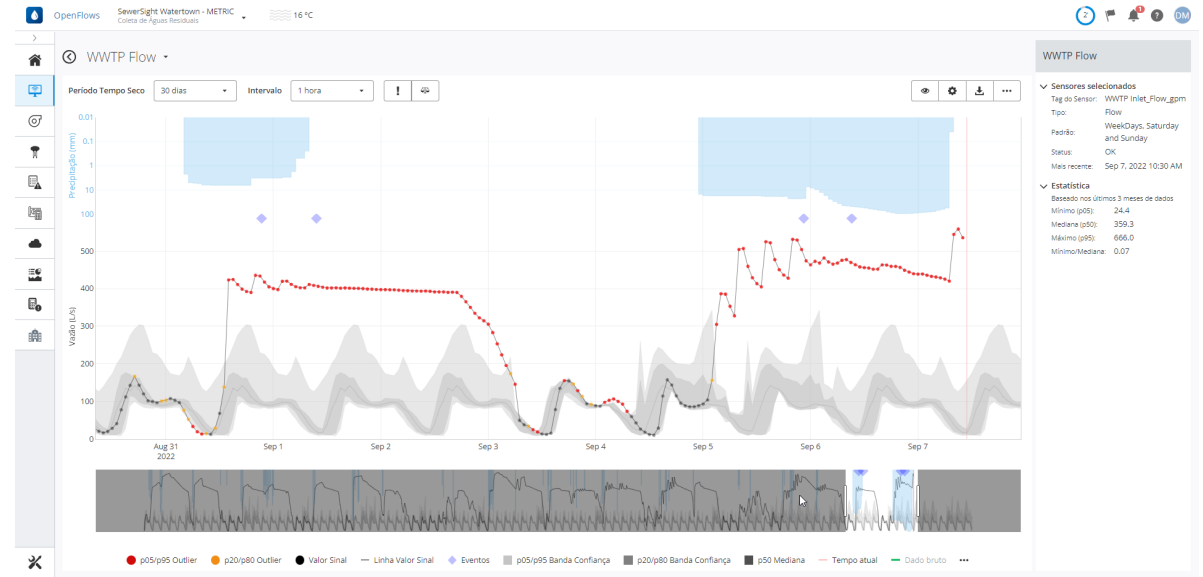 OpenFlows
SewerSight Watertown - METRIC
Coleta de Águas Residuais
16 °C
2
1
DM
WWTP Flow
Período Tempo Seco
30 dias
Intervalo
1 hora
0.01
0.1
1
10
100
Precipitação (mm)
500
400
300
200
100
0
Vazão (L/s)
Aug 31
2022
Sep 1
Sep 2
Sep 3
Sep 4
Sep 5
Sep 6
Sep 7
p05/p95 Outlier
p20/p80 Outlier
Valor Sinal
Linha Valor Sinal
Eventos
p05/p95 Banda Confiança
p20/p80 Banda Confiança
p50 Mediana
Tempo atual
Dado bruto
WWTP Flow
Sensores selecionados
Tag do Sensor: WWTP Inlet_Flow_gpm
Tipo: Flow
Padrão: WeekDays, Saturday
and Sunday
Status: OK
Mais recente: Sep 7, 2022 10:30 AM
Estatística
Baseado nos últimos 3 meses de dados
Mínimo (p05): 24.4
Mediana (p50): 359.3
Máximo (p95): 666.0
Mínimo/Mediana: 0.07